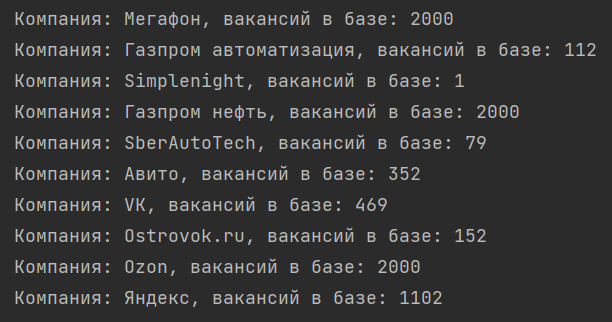 Компания: Мегафон, вакансий в базе: 2000
Компания: Газпром автоматизация, вакансий в базе: 112
Компания: Simplenight, вакансий в базе: 1
Компания: Газпром нефть, вакансий в базе: 2000
Компания: SberAutoTech, вакансий в базе: 79
Компания: Авито, вакансий в базе: 352
Компания: VK, вакансий в базе: 469
Компания: Ostrovok.ru, вакансий в базе: 152
Компания: Ozon, вакансий в базе: 2000
Компания: Яндекс, вакансий в базе: 1102